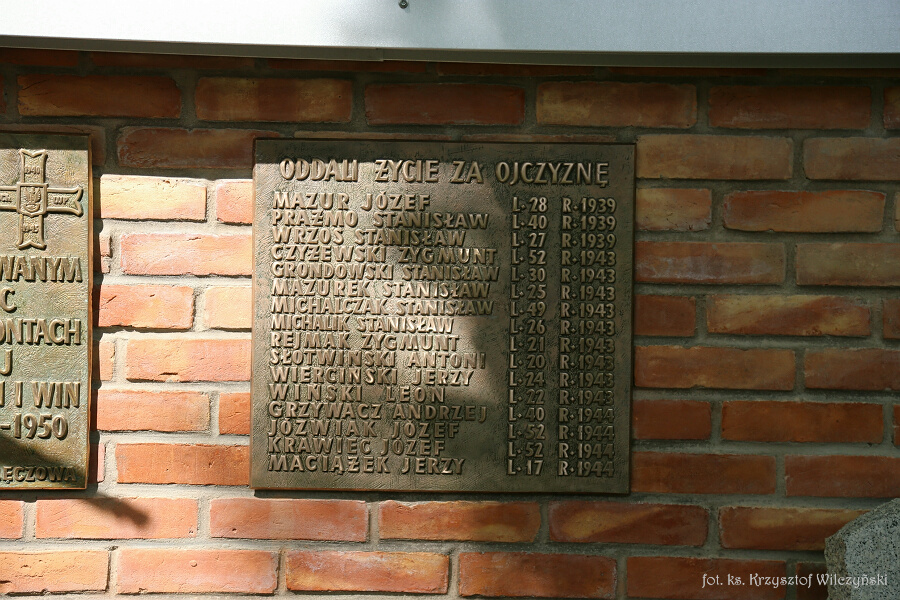 WANYM
C
ONTACH
J
I I WIN
-1950
ŁĘCZOWA
ODDALI ŻYCIE ZA OJCZYZNĘ
MAZUR JÓZEF L. 28 R. 1939
PRAŻMO STANISŁAW L. 40 R. 1939
WRZOS STANISŁAW L. 27 R. 1939
CZYŻEWSKI ZYGMUNT L. 52 R. 1943
GRONDOWSKI STANISŁAW L. 30 R. 1943
MAZUREK STANISŁAW L. 25 R. 1943
MICHALCZAK STANISŁAW L. 49 R. 1943
MICHALIK STANISŁAW L. 26 R. 1943
REJMAK ZYGMUNT L. 21 R. 1943
SŁOTWIŃSKI ANTONI L. 20 R. 1943
WIERCIŃSKI JERZY L. 24 R. 1943
WIŃSKI LEON L. 22 R. 1943
GRZYWACZ ANDRZEJ L. 40 R. 1944
JÓŹWIAK JÓZEF L. 52 R. 1944
KRAWIEC JÓZEF L. 52 R. 1944
MACIĄŻEK JERZY L. 17 R. 1944
fot. ks. Krzysztof Wilczyński